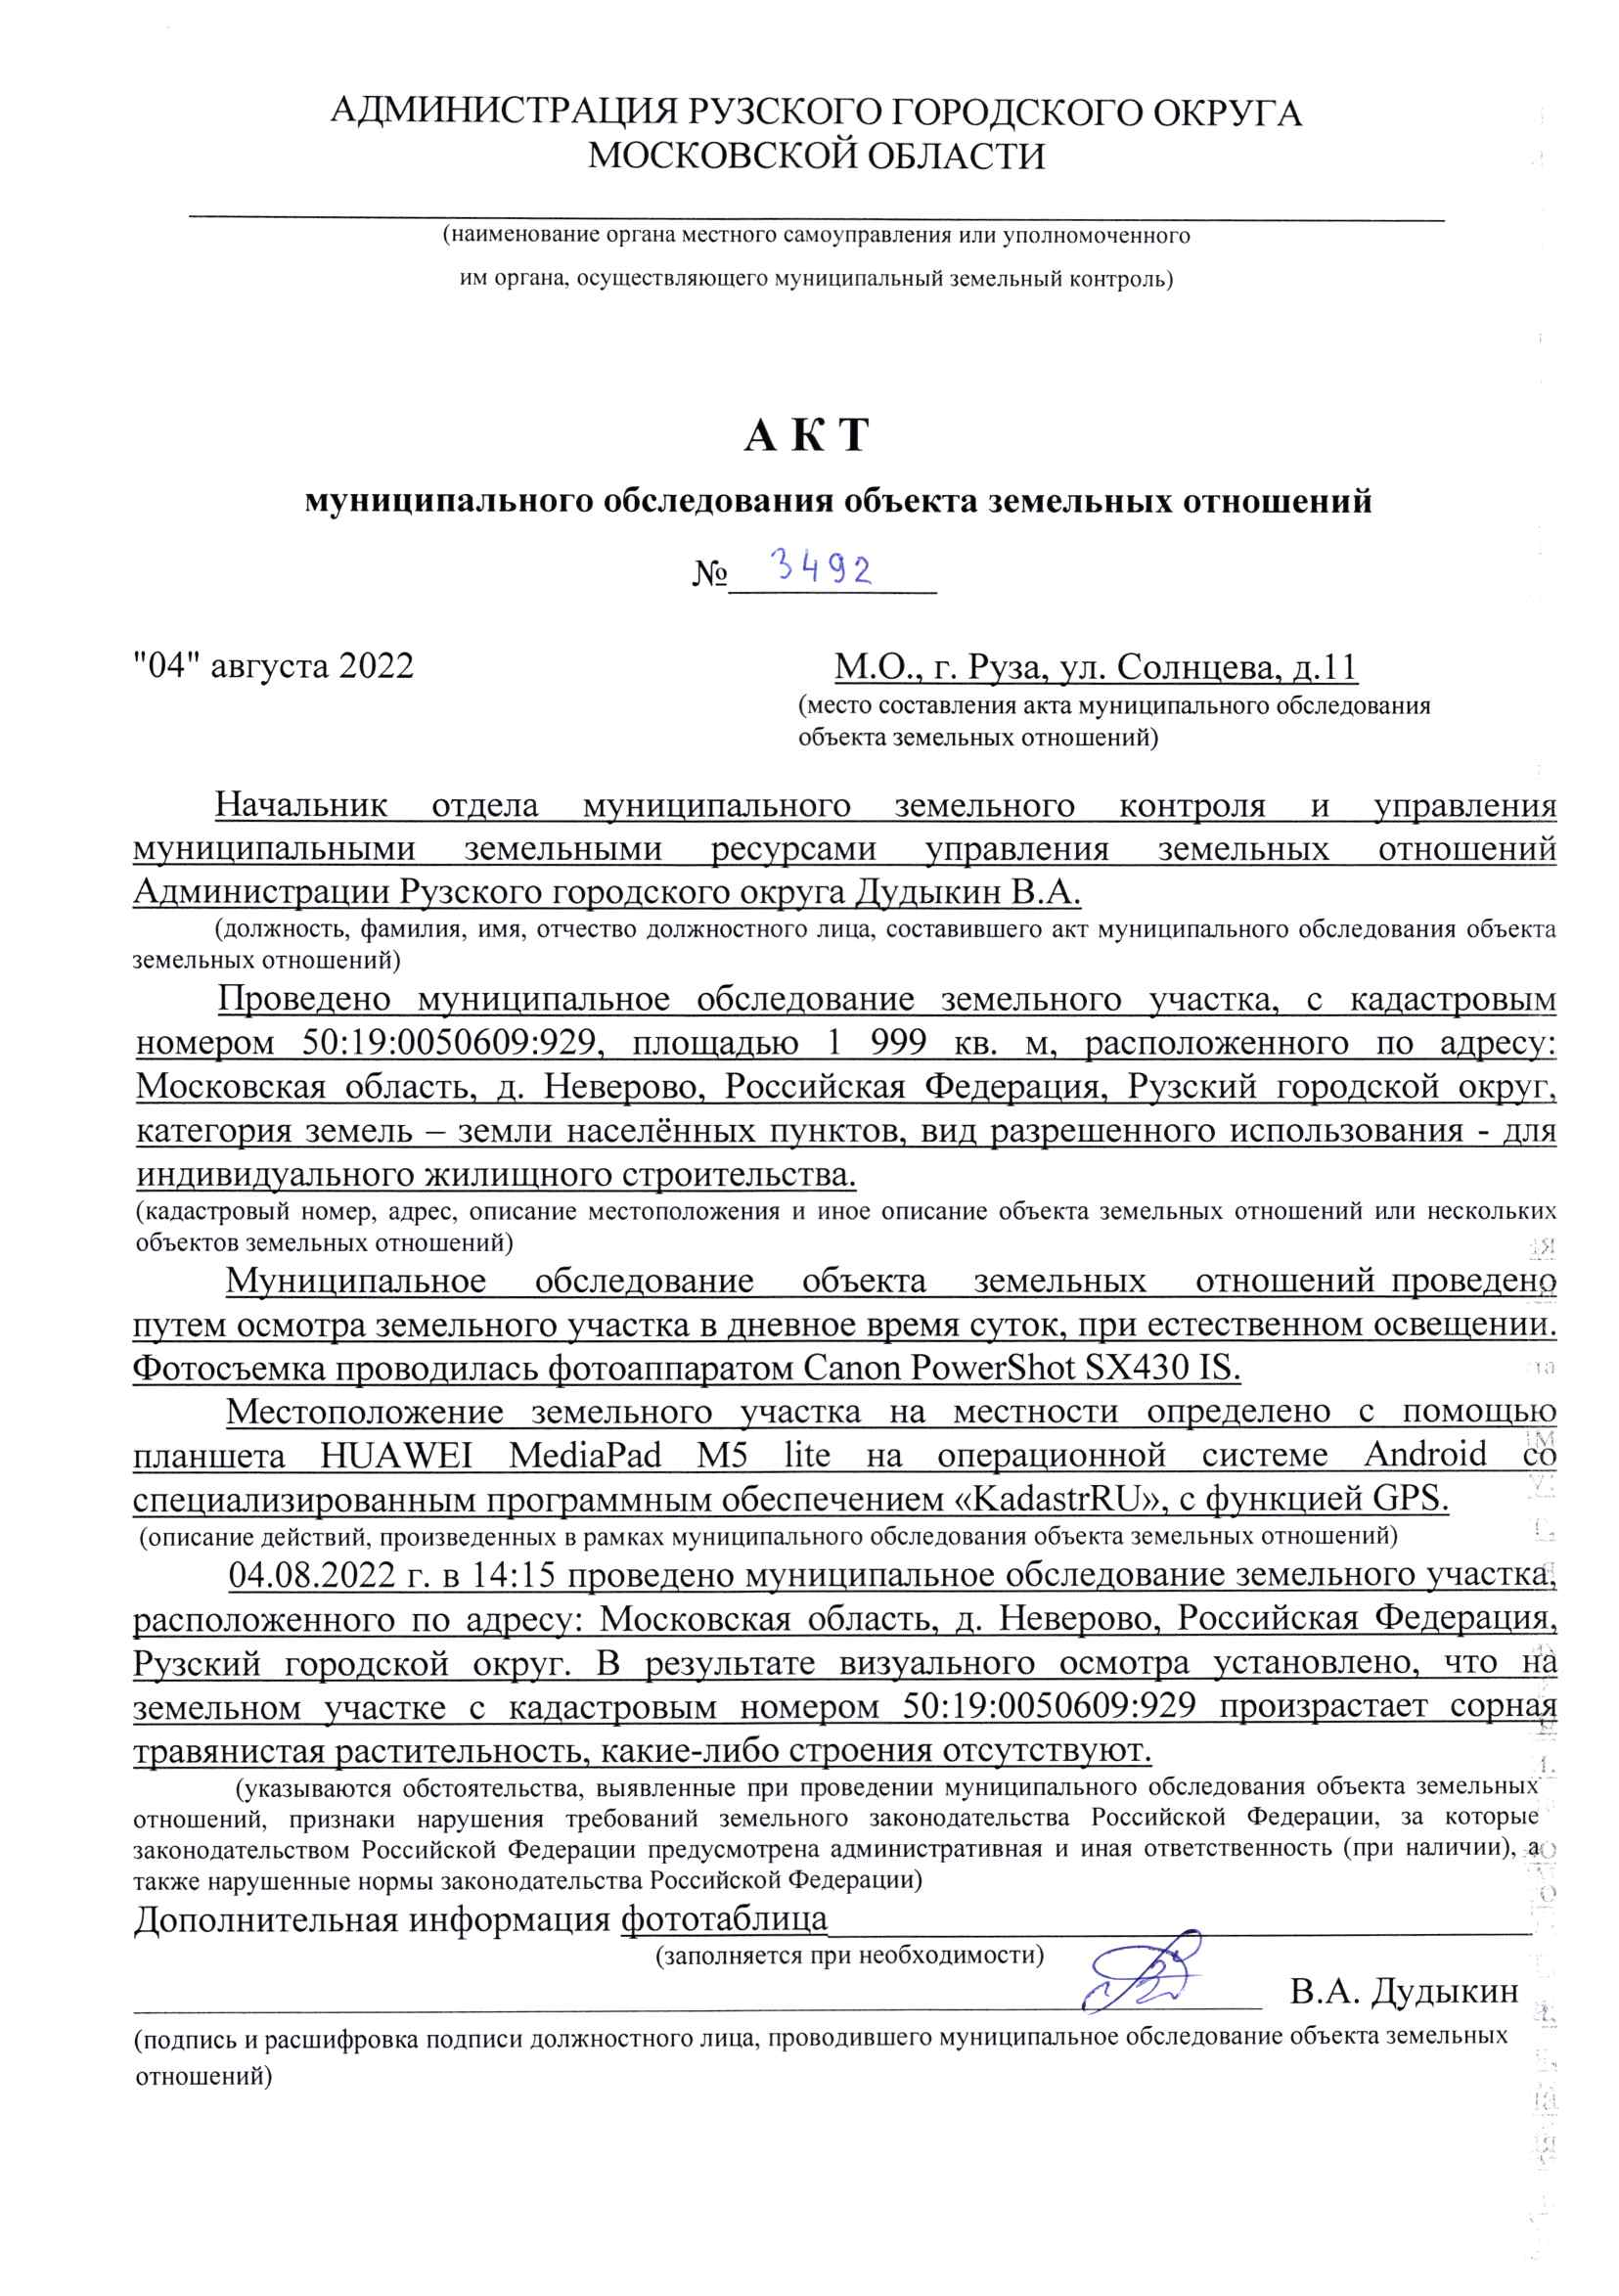 АДМИНИСТРАЦИЯ РУЗСКОГО ГОРОДСКОГО ОКРУГА
МОСКОВСКОЙ ОБЛАСТИ
(наименование органа местного самоуправления или уполномоченного
им органа, осуществляющего муниципальный земельный контроль)
А К Т
муниципального обследования объекта земельных отношений
№ 3492
"04" августа 2022 М.О., г. Руза, ул. Солнцева, д.11
(место составления акта муниципального обследования
объекта земельных отношений)
Начальник отдела муниципального земельного контроля и управления
муниципальными земельными ресурсами управления земельных отношений
Администрации Рузского городского округа Дудыкин В.А.
(должность, фамилия, имя, отчество должностного лица, составившего акт муниципального обследования объекта
земельных отношений)
Проведено муниципальное обследование земельного участка, с кадастровым
номером 50:19:0050609:929, площадью 1 999 кв. м, расположенного по адресу:
Московская область, д. Неверово, Российская Федерация, Рузский городской округ,
категория земель – земли населённых пунктов, вид разрешенного использования - для
индивидуального жилищного строительства.
(кадастровый номер, адрес, описание местоположения и иное описание объекта земельных отношений или нескольких
объектов земельных отношений)
Муниципальное обследование объекта земельных отношений проведено
путем осмотра земельного участка в дневное время суток, при естественном освещении.
Фотосъемка проводилась фотоаппаратом Canon PowerShot SX430 IS.
Местоположение земельного участка на местности определено с помощью
планшета HUAWEI MediaPad M5 lite на операционной системе Android со
специализированным программным обеспечением «KadastrRU», с функцией GPS.
(описание действий, произведенных в рамках муниципального обследования объекта земельных отношений)
04.08.2022 г. в 14:15 проведено муниципальное обследование земельного участка,
расположенного по адресу: Московская область, д. Неверово, Российская Федерация,
Рузский городской округ. В результате визуального осмотра установлено, что на
земельном участке с кадастровым номером 50:19:0050609:929 произрастает сорная
травянистая растительность, какие-либо строения отсутствуют.
(указываются обстоятельства, выявленные при проведении муниципального обследования объекта земельных
отношений, признаки нарушения требований земельного законодательства Российской Федерации, за которые
законодательством Российской Федерации предусмотрена административная и иная ответственность (при наличии), а
также нарушенные нормы законодательства Российской Федерации)
Дополнительная информация фототаблица
(заполняется при необходимости)
В.А. Дудыкин
(подпись и расшифровка подписи должностного лица, проводившего муниципальное обследование объекта земельных
отношений)